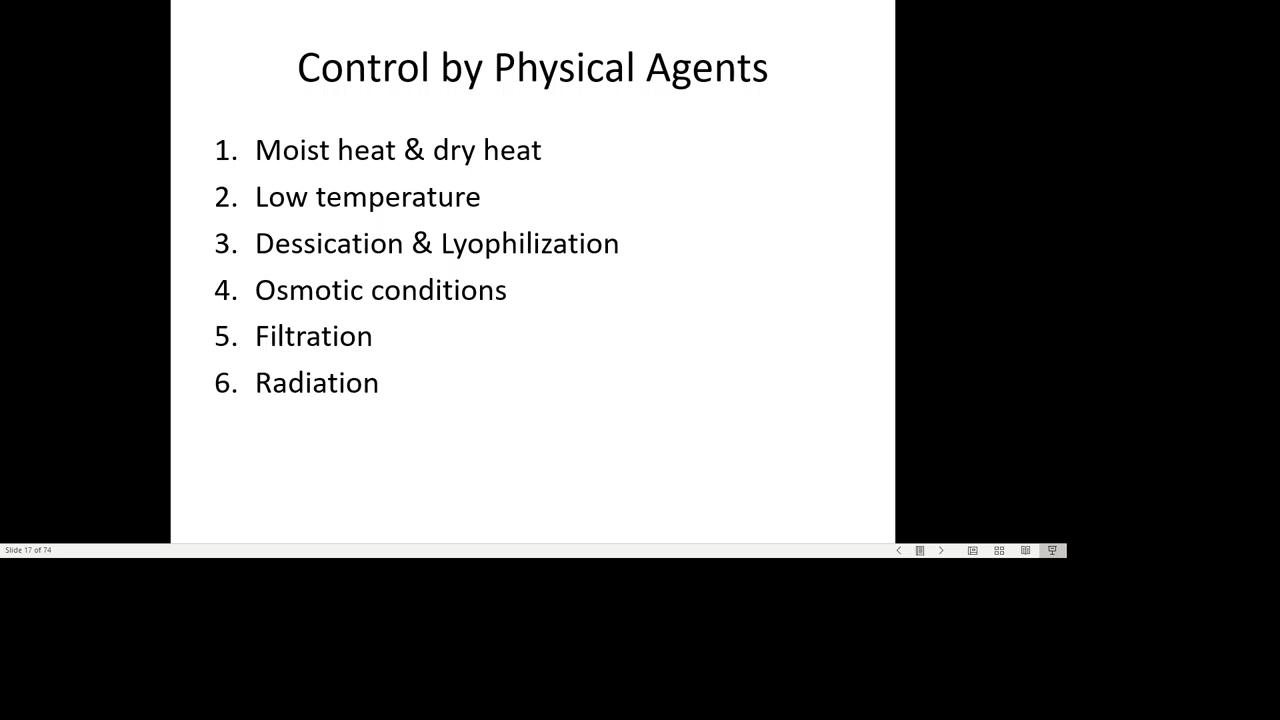 Control by Physical Agents
1. Moist heat & dry heat
2. Low temperature
3. Dessication & Lyophilization
4. Osmotic conditions
5. Filtration
6. Radiation
Slide 17 of 74